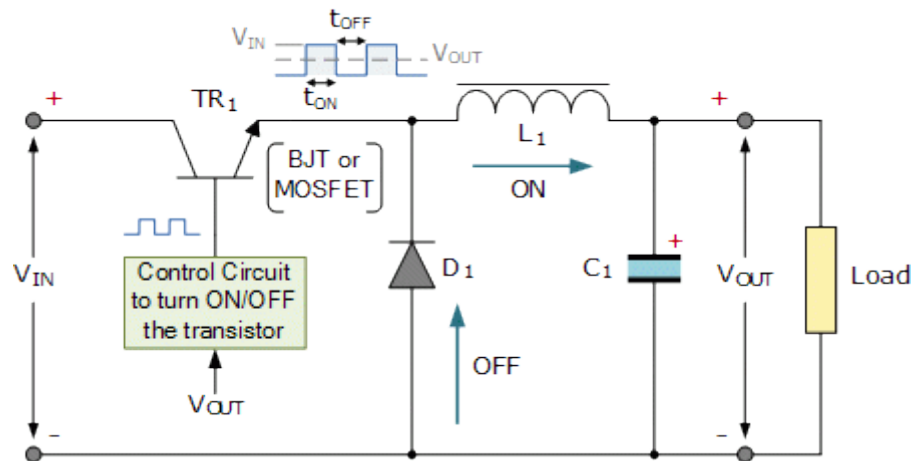 tOFF
VIN
VOUT
tON
+
TR1
+
L1
BJT or
MOSFET
ON
+
VIN
Control Circuit
to turn ON/OFF
the transistor
D1
C1
VOUT
Load
OFF
VOUT
-
-